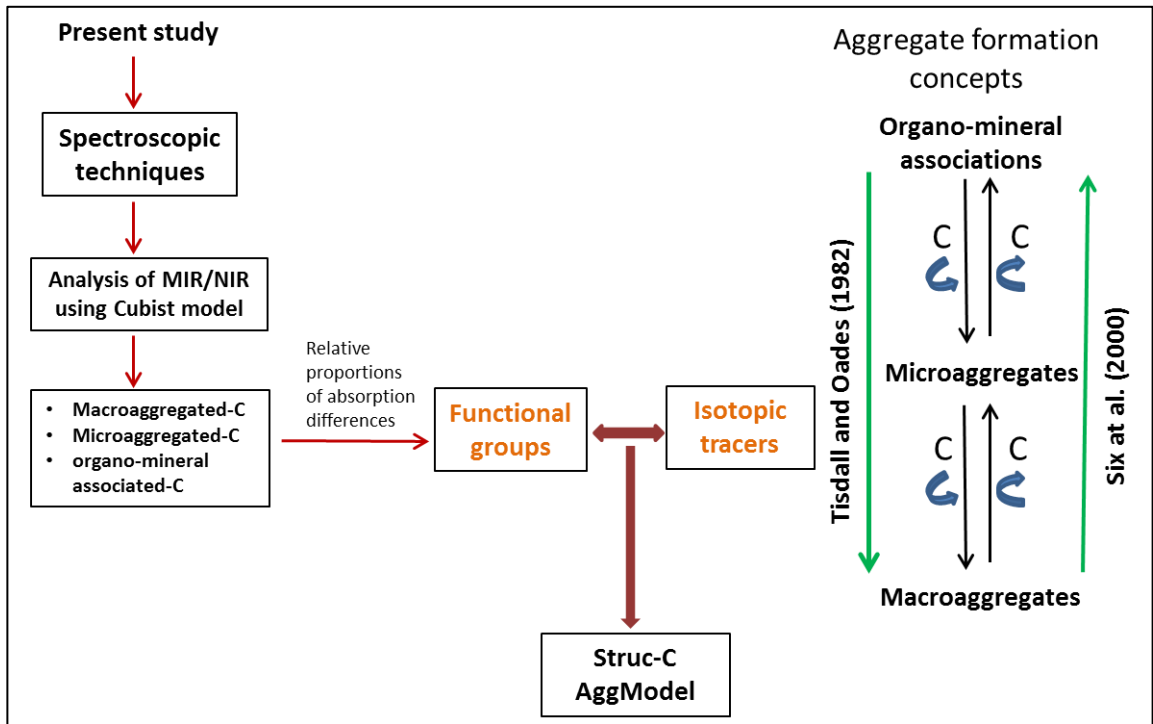 Present study
Spectroscopic
techniques
Analysis of MIR/NIR
using Cubist model
• Macroaggregated-C
• Microaggregated-C
• organo-mineral
associated-C
Relative
proportions
of absorption
differences
Functional
groups
Isotopic
tracers
Struc-C
AggModel
Aggregate formation
concepts
Organo-mineral
associations
Tisdall and Oades (1982)
C
C
Microaggregates
C
C
Macroaggregates
Six at al. (2000)